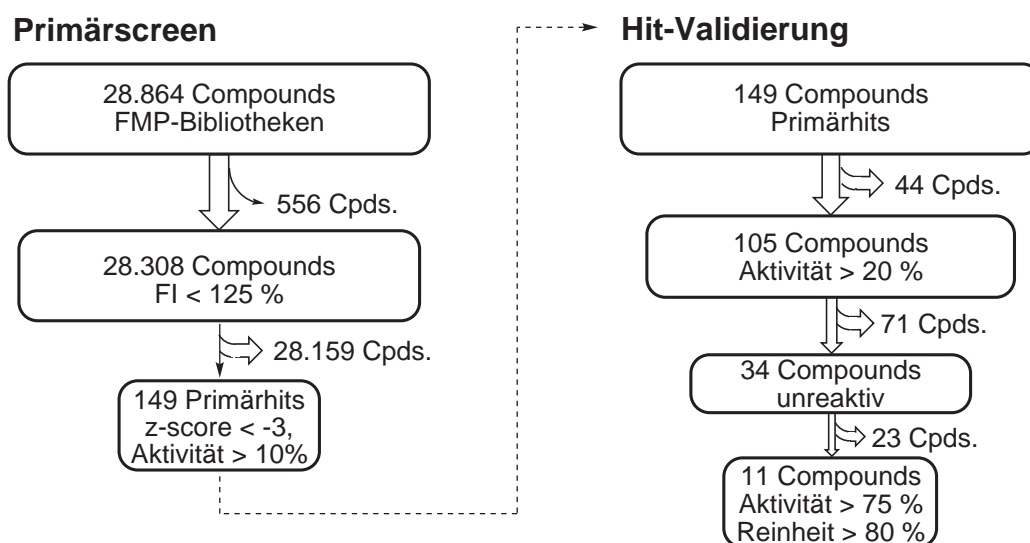 Primärscreen
28.864 Compounds
FMP-Bibliotheken
556 Cpds.
28.308 Compounds
FI < 125 %
28.159 Cpds.
149 Primärhits
z-score < -3,
Aktivität > 10%
Hit-Validierung
149 Compounds
Primärhits
44 Cpds.
105 Compounds
Aktivität > 20 %
71 Cpds.
34 Compounds
unreaktiv
23 Cpds.
11 Compounds
Aktivität > 75 %
Reinheit > 80 %